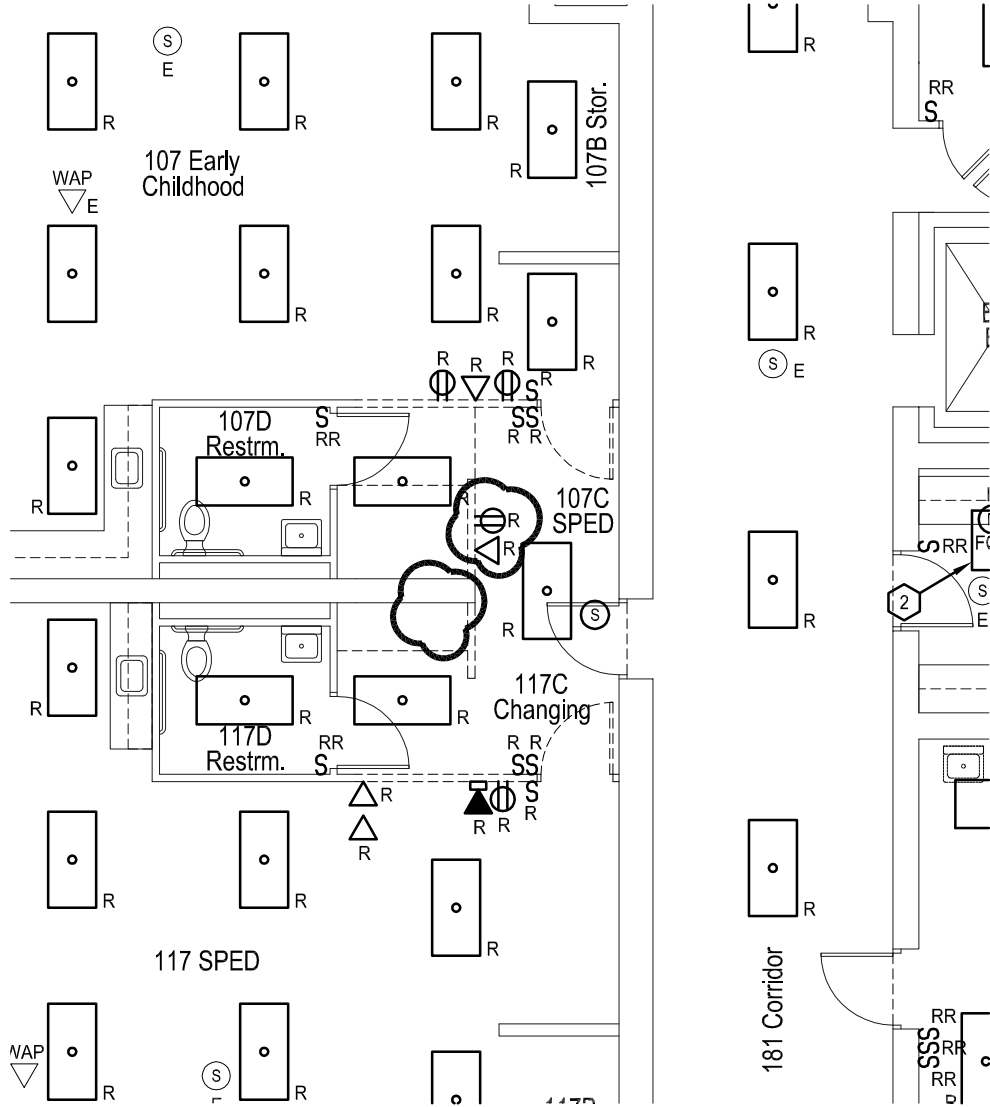 R
R
S
E
R
R
R
R
107B Stor.
107 Early
Childhood
WAP
E
R
R
R
R
R
R
S
E
RR
S
R
R
R
R
S
SS
R R
107D
Restrm.
S
RR
R
R
R
107C
SPED
R
R
R
S
R
S
RR
2
S
E
R
R
R
R
117C
Changing
117D
Restrm.
RR
S
R R
SS
S
R
R
R
R
R
R
R
R
R
117 SPED
181 Corridor
WAP
S
R
R
RR
SSS
RR
RR
R